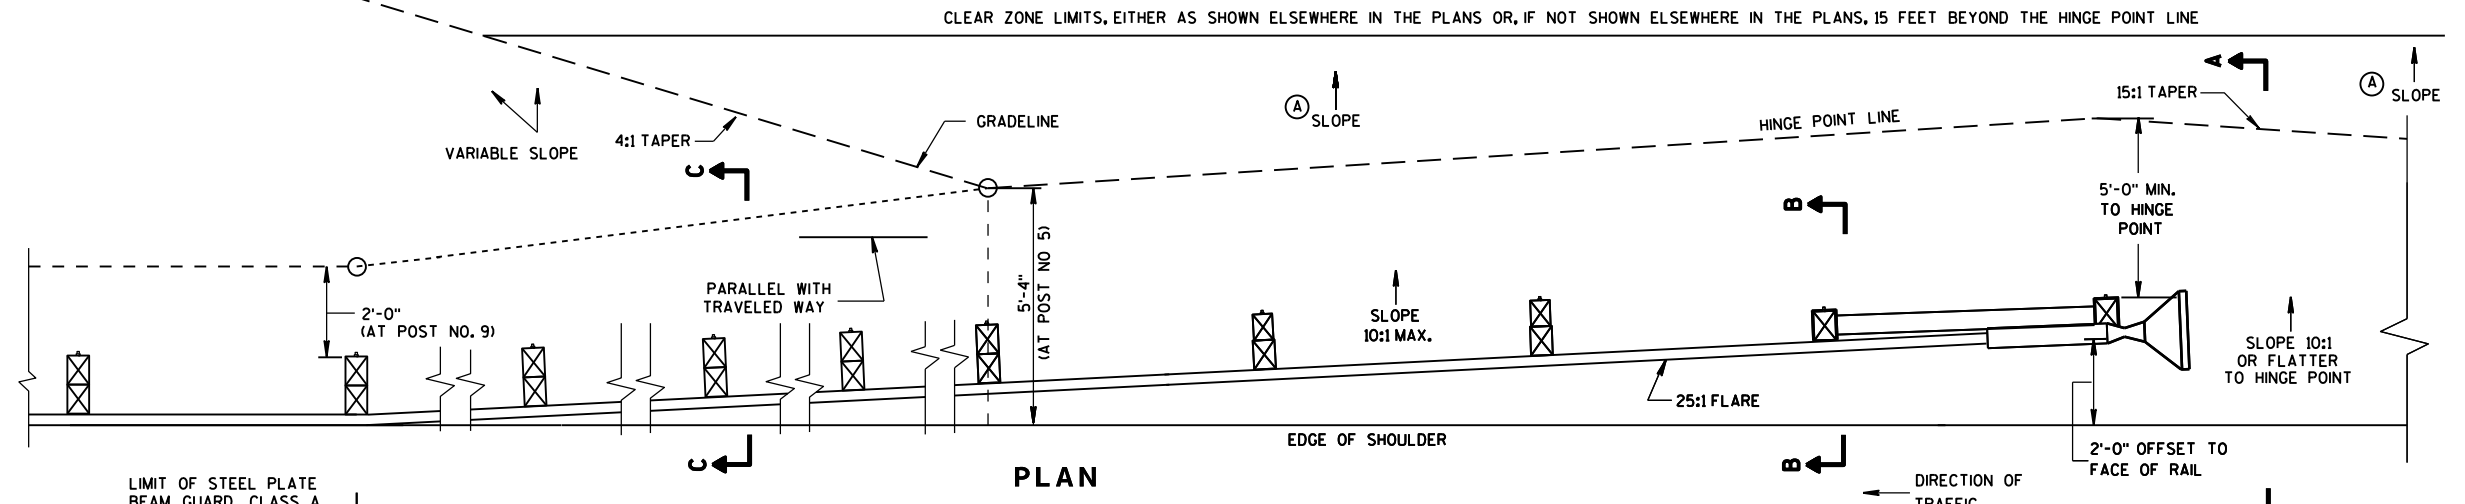 CLEAR ZONE LIMITS, EITHER AS SHOWN ELSEWHERE IN THE PLANS OR, IF NOT SHOWN ELSEWHERE IN THE PLANS, 15 FEET BEYOND THE HINGE POINT LINE
A
A
SLOPE
15:1 TAPER
A
SLOPE
GRADELINE
HINGE POINT LINE
4:1 TAPER
VARIABLE SLOPE
C
B
5'-0" MIN.
TO HINGE
POINT
5'-4"
(AT POST NO 5)
PARALLEL WITH
TRAVELED WAY
2'-0"
(AT POST NO. 9)
SLOPE
10:1 MAX.
SLOPE 10:1
OR FLATTER
TO HINGE POINT
25:1 FLARE
EDGE OF SHOULDER
2'-0" OFFSET TO
FACE OF RAIL
C
B
PLAN
LIMIT OF STEEL PLATE
BEAM GUARD, CLASS A
DIRECTION OF
TRAFFIC